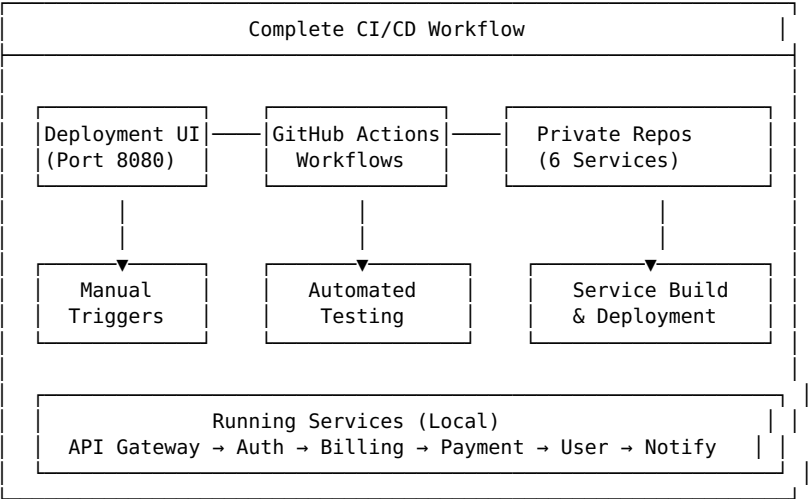 Complete CI/CD Workflow
Deployment UI GitHub Actions Private Repos
(Port 8080) Workflows (6 Services)
Manual Automated Service Build
Triggers Testing & Deployment
Running Services (Local)
API Gateway → Auth → Billing → Payment → User → Notify